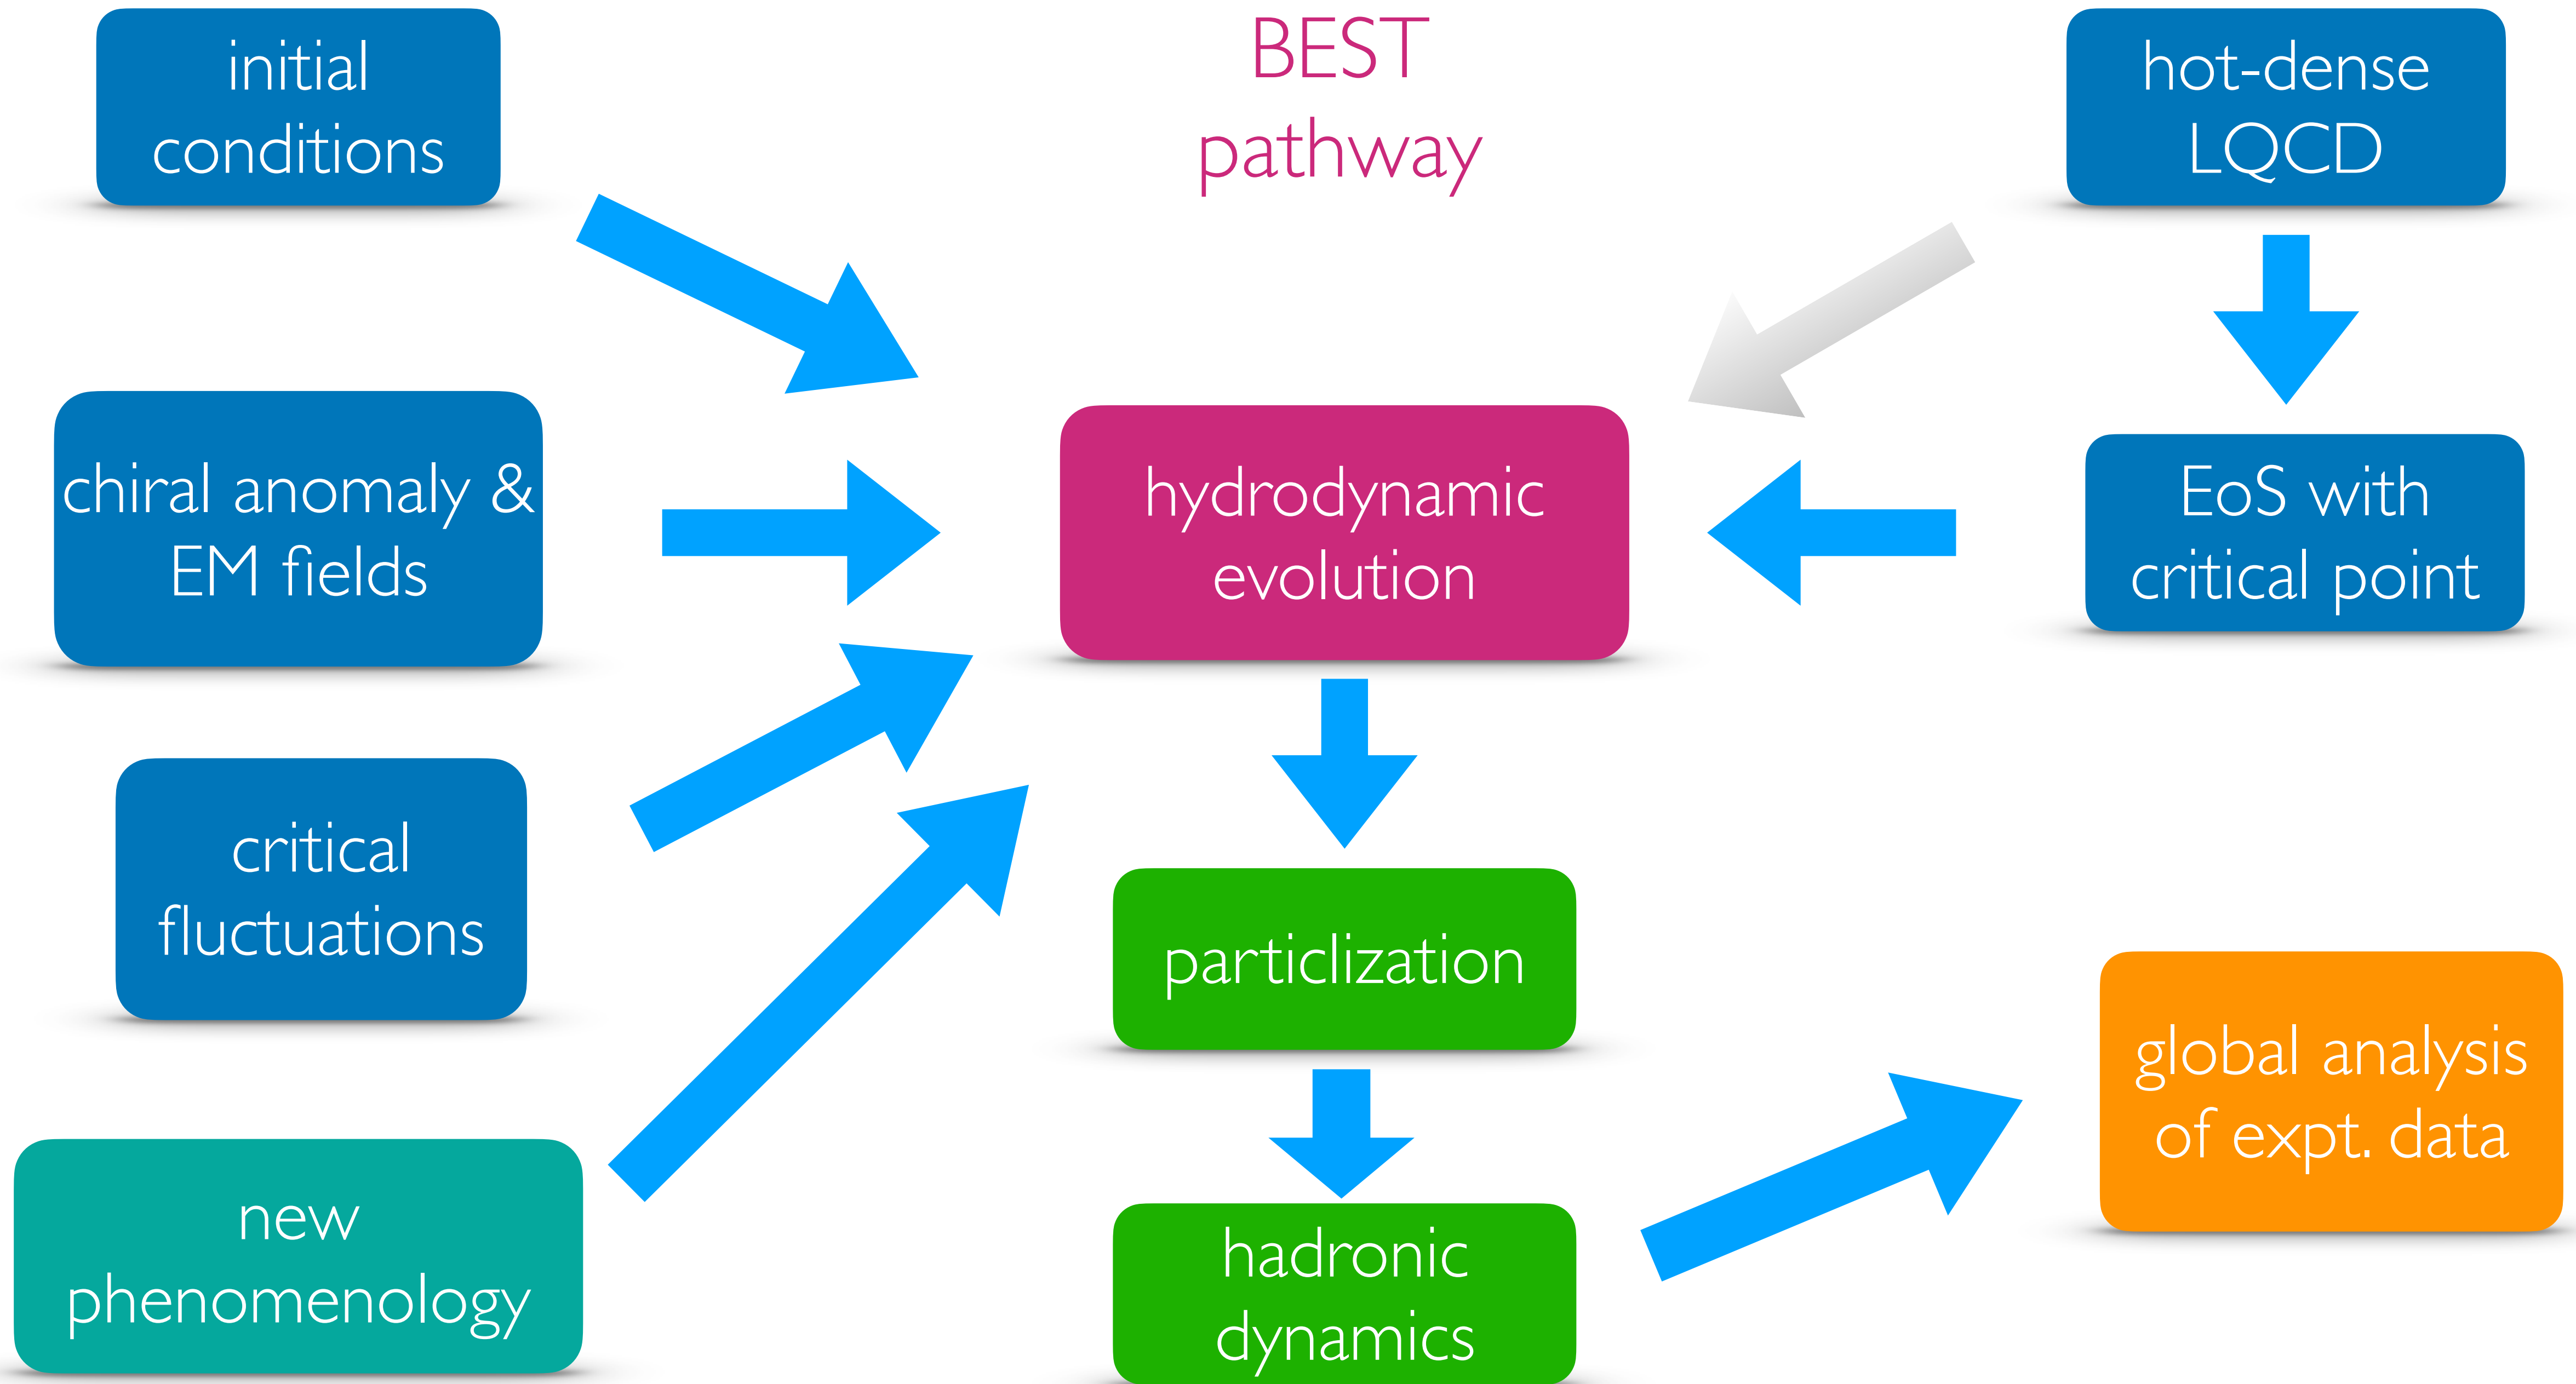 BEST
pathway
initial
conditions
hot-dense
LQCD
chiral anomaly &
EM fields
hydrodynamic
evolution
EoS with
critical point
critical
fluctuations
particlization
global analysis
of expt. data
new
phenomenology
hadronic
dynamics